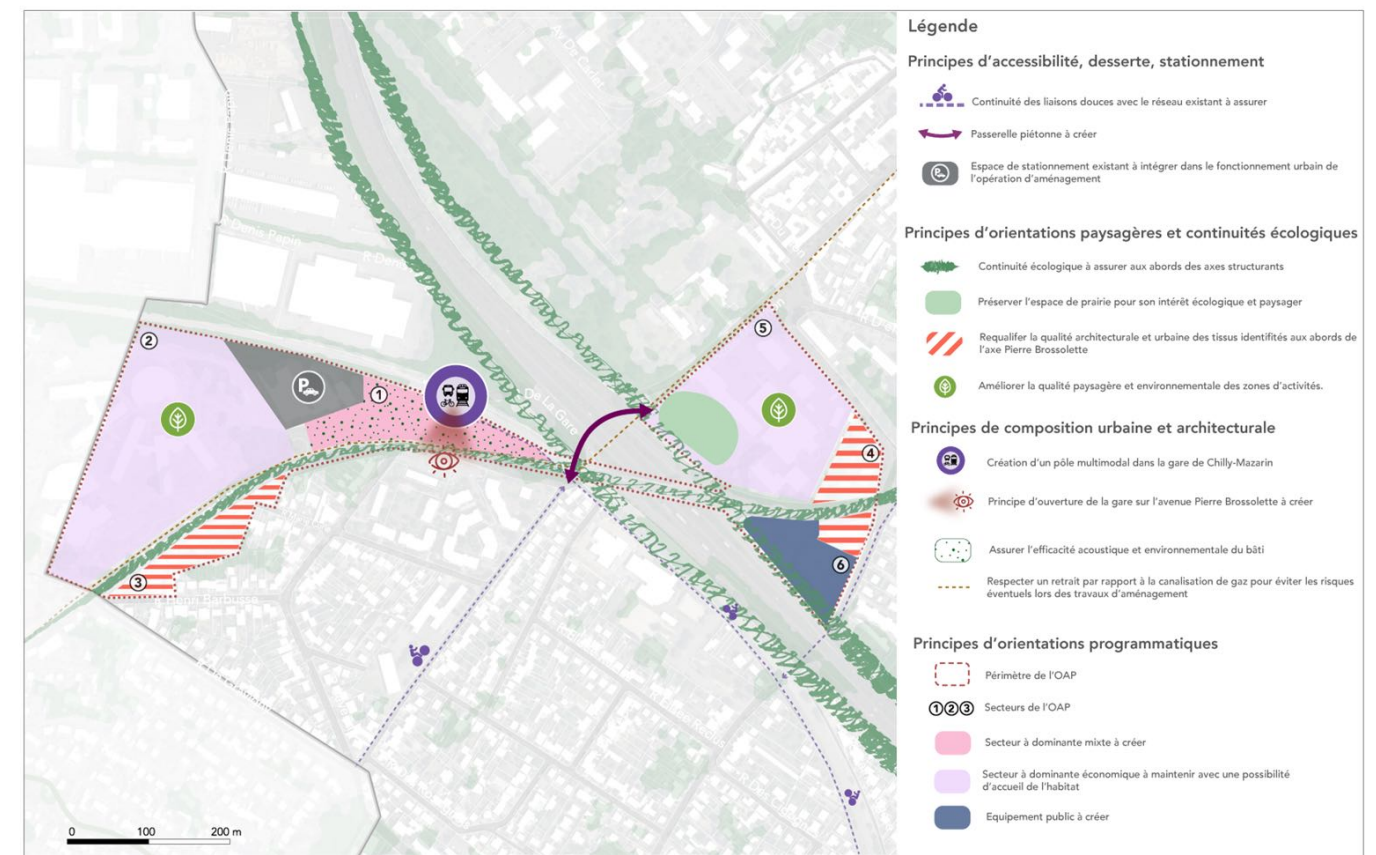 Légende
Principes d'accessibilité, desserte, stationnement
Continuité des liaisons douces avec le réseau existant à assurer
Passerelle piétonne à créer
Espace de stationnement existant à intégrer dans le fonctionnement urbain de
l'opération d'aménagement
Principes d'orientations paysagères et continuités écologiques
Continuité écologique à assurer aux abords des axes structurants
Préserver l'espace de prairie pour son intérêt écologique et paysager
Requalifer la qualité architecturale et urbaine des tissus identifités aux abords de
l'axe Pierre Brossolette
Améliorer la qualité paysagère et environnementale des zones d'activités.
Principes de composition urbaine et architecturale
Création d'un pôle multimodal dans la gare de Chilly-Mazarin
Principe d'ouverture de la gare sur l'avenue Pierre Brossolette à créer
Assurer l'efficacité acoustique et environnementale du bâti
Respecter un retrait par rapport à la canalisation de gaz pour éviter les risques
éventuels lors des travaux d'aménagement
Principes d'orientations programmatiques
Périmètre de l'OAP
①②③ Secteurs de l'OAP
Secteur à dominante mixte à créer
Secteur à dominante économique à maintenir avec une possibilité
d'accueil de l'habitat
Equipement public à créer
R Denis Papin
R Denis
De La Gare
②
①
⑤
④
③
⑥
P
P
0 100 200 m